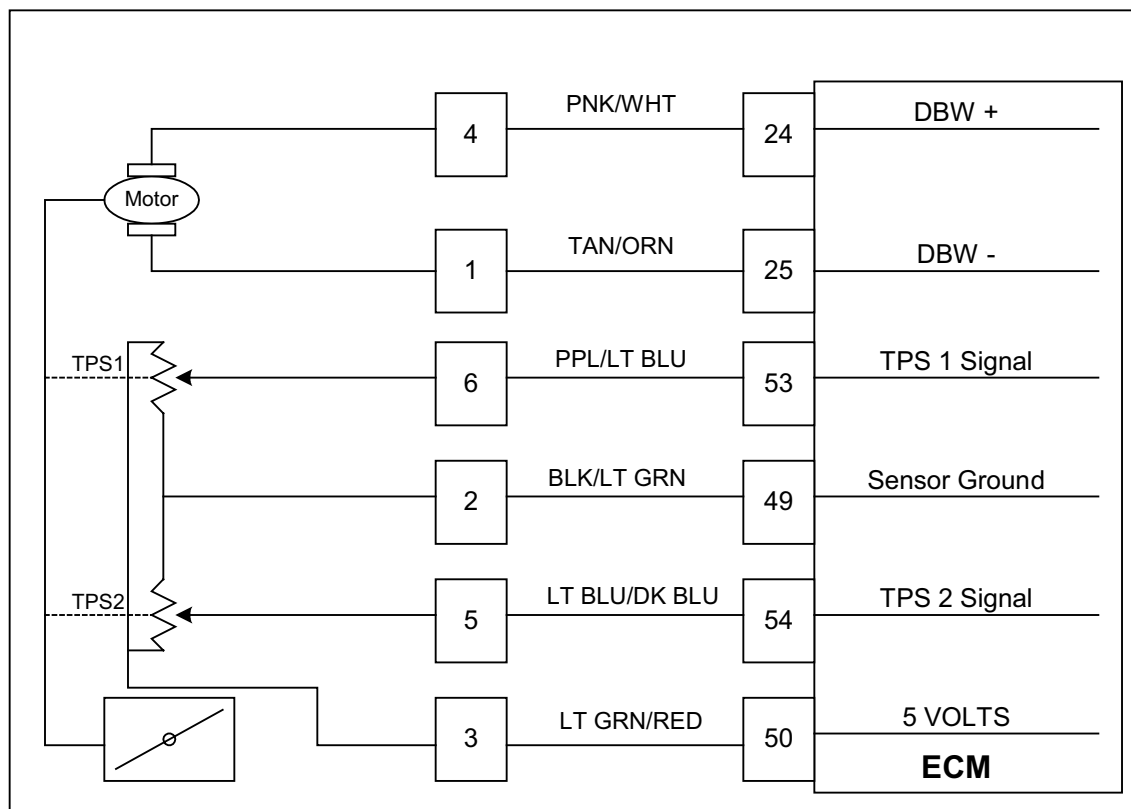 PNK/WHT
4
24
DBW +
Motor
TAN/ORN
1
25
DBW -
TPS1
PPL/LT BLU
6
53
TPS 1 Signal
BLK/LT GRN
2
49
Sensor Ground
TPS2
LT BLU/DK BLU
5
54
TPS 2 Signal
LT GRN/RED
3
50
5 VOLTS
ECM